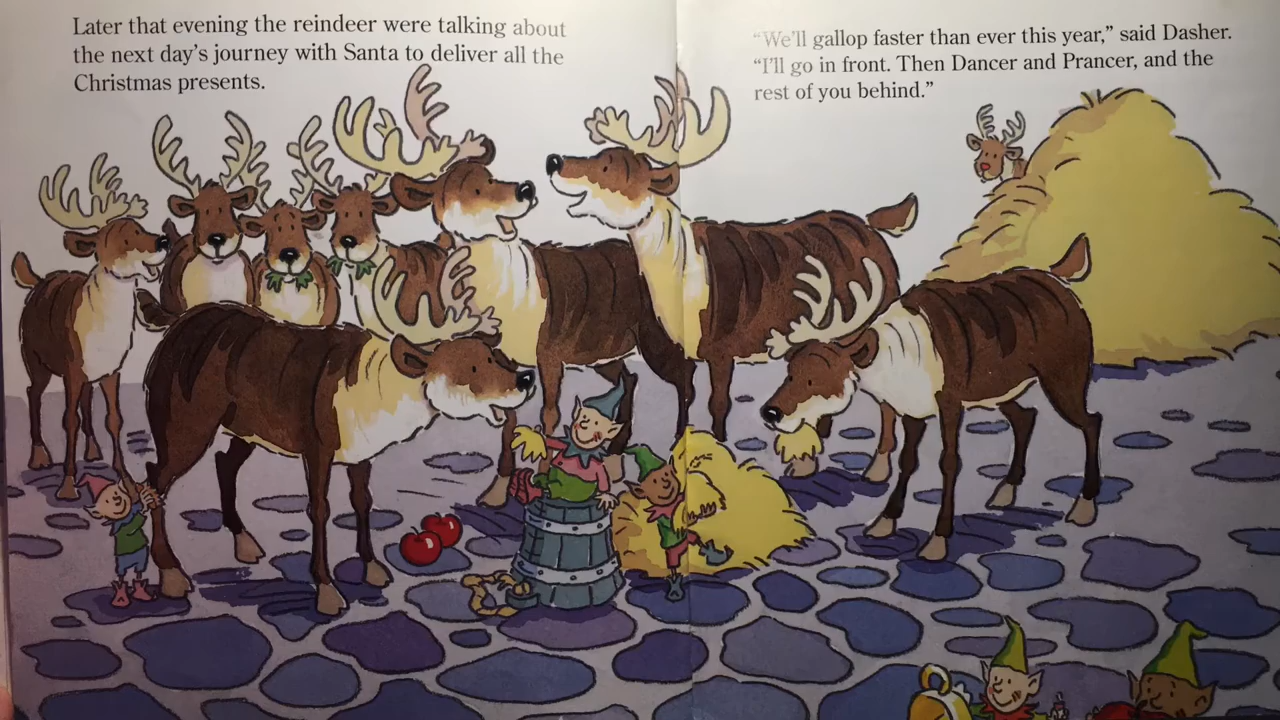 Later that evening the reindeer were talking about
the next day's journey with Santa to deliver all the
Christmas presents.
“We'll gallop faster than ever this year,” said Dasher.
“I'll go in front. Then Dancer and Prancer, and the
rest of you behind.”